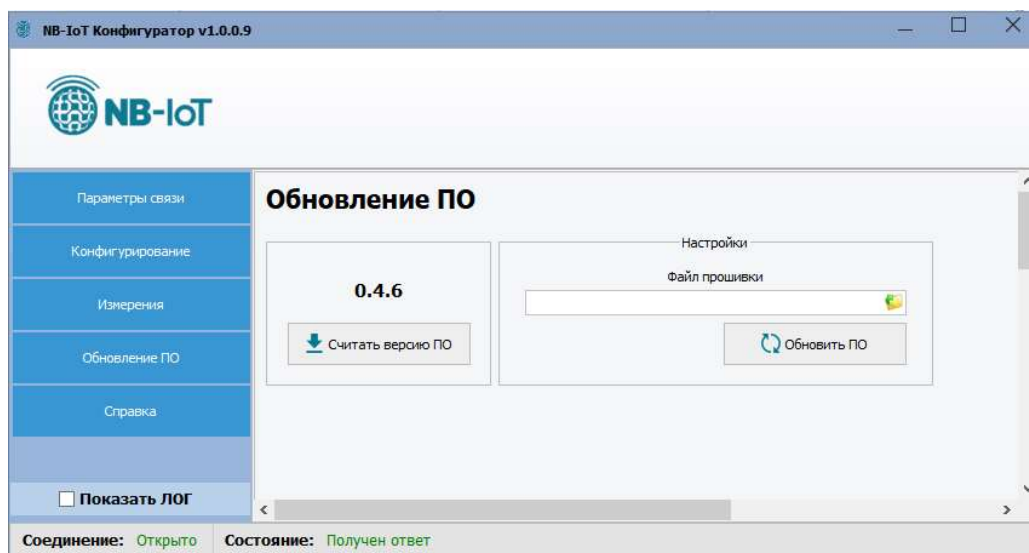 NB-IoT Конфигуратор v1.0.0.9
NB-IoT
Параметры связи
Конфигурирование
Измерения
Обновление ПО
Справка
Показать ЛОГ
Обновление ПО
0.4.6
Считать версию ПО
Настройки
Файл прошивки
Обновить ПО
Соединение: Открыто Состояние: Получен ответ